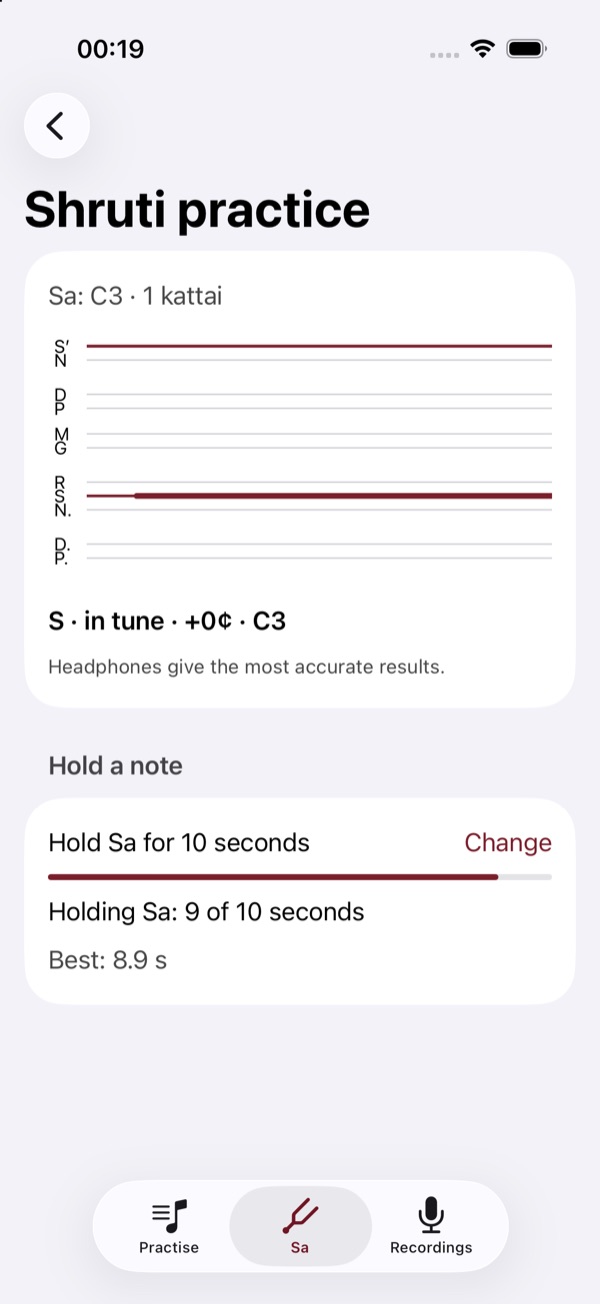 00:19
Shruti practice
Sa: C3 · 1 kattai
S′
N
D
P
M
G
R
S
N.
D.
P.
S · in tune · +0¢ · C3
Headphones give the most accurate results.
Hold a note
Hold Sa for 10 seconds Change
Holding Sa: 9 of 10 seconds
Best: 8.9 s
Practise Sa Recordings